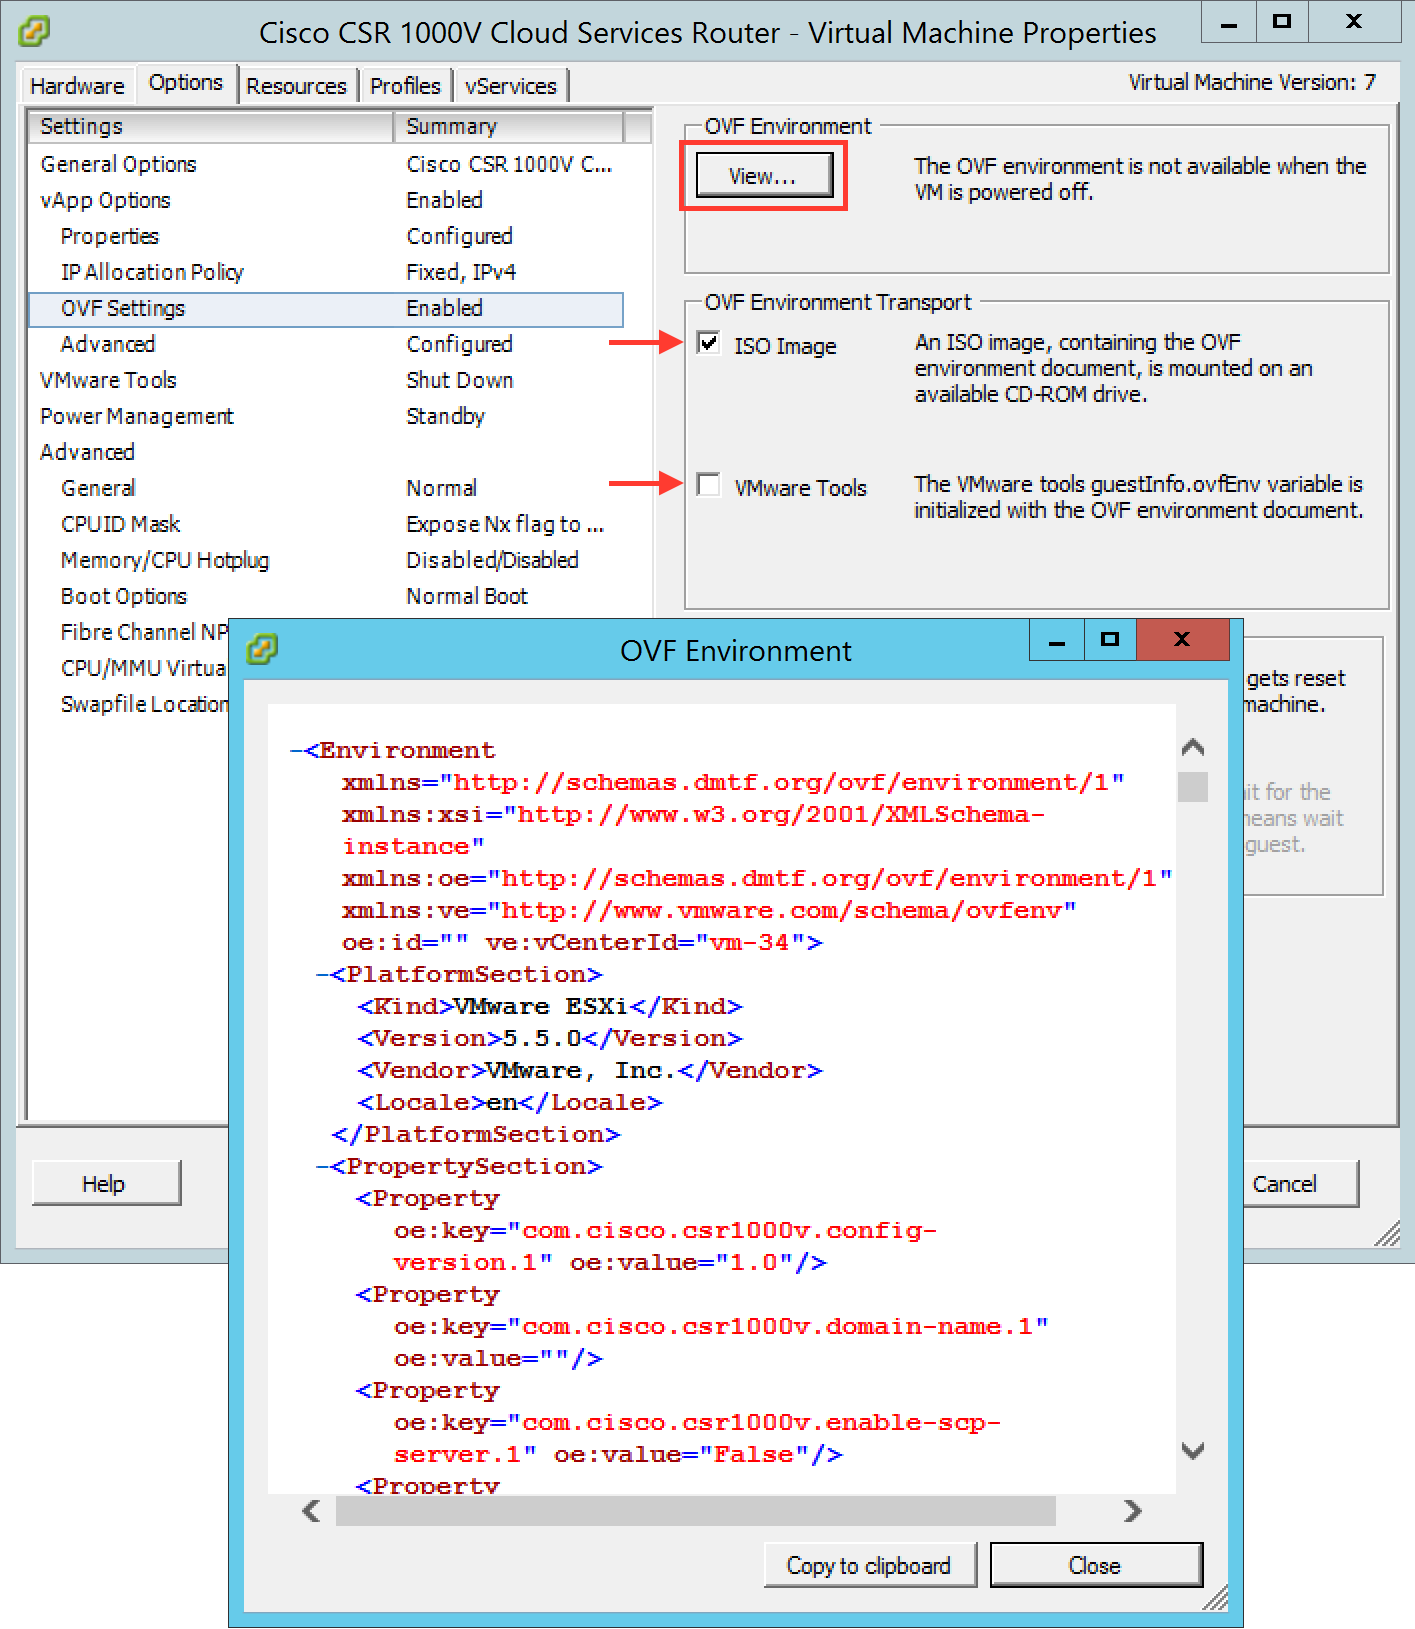 Cisco CSR 1000V Cloud Services Router - Virtual Machine Properties
Hardware Options Resources Profiles vServices Virtual Machine Version: 7
Settings Summary
General Options Cisco CSR 1000V C...
vApp Options Enabled
Properties Configured
IP Allocation Policy Fixed, IPv4
OVF Settings Enabled
Advanced Configured
VMware Tools Shut Down
Power Management Standby
Advanced
General Normal
CPUID Mask Expose Nx flag to ...
Memory/CPU Hotplug Disabled/Disabled
Boot Options Normal Boot
Fibre Channel NP
CPU/MMU Virtua
Swapfile Location
OVF Environment
View...
The OVF environment is not available when the
VM is powered off.
OVF Environment Transport
ISO Image
An ISO image, containing the OVF
environment document, is mounted on an
available CD-ROM drive.
VMware Tools
The VMware tools guestInfo.ovfEnv variable is
initialized with the OVF environment document.
gets reset
machine.
it for the
means wait
guest.
Help
Cancel
OVF Environment
-<Environment
xmlns="http://schemas.dmtf.org/ovf/environment/1"
xmlns:xsi="http://www.w3.org/2001/XMLSchema-
instance"
xmlns:oe="http://schemas.dmtf.org/ovf/environment/1"
xmlns:ve="http://www.vmware.com/schema/ovfenv"
oe:id="" ve:vCenterId="vm-34">
-<PlatformSection>
<Kind>VMware ESXi</Kind>
<Version>5.5.0</Version>
<Vendor>VMware, Inc.</Vendor>
<Locale>en</Locale>
</PlatformSection>
-<PropertySection>
<Property
oe:key="com.cisco.csr1000v.config-
version.1" oe:value="1.0"/>
<Property
oe:key="com.cisco.csr1000v.domain-name.1"
oe:value=""/>
<Property
oe:key="com.cisco.csr1000v.enable-scp-
server.1" oe:value="False"/>
<Property
Copy to clipboard
Close